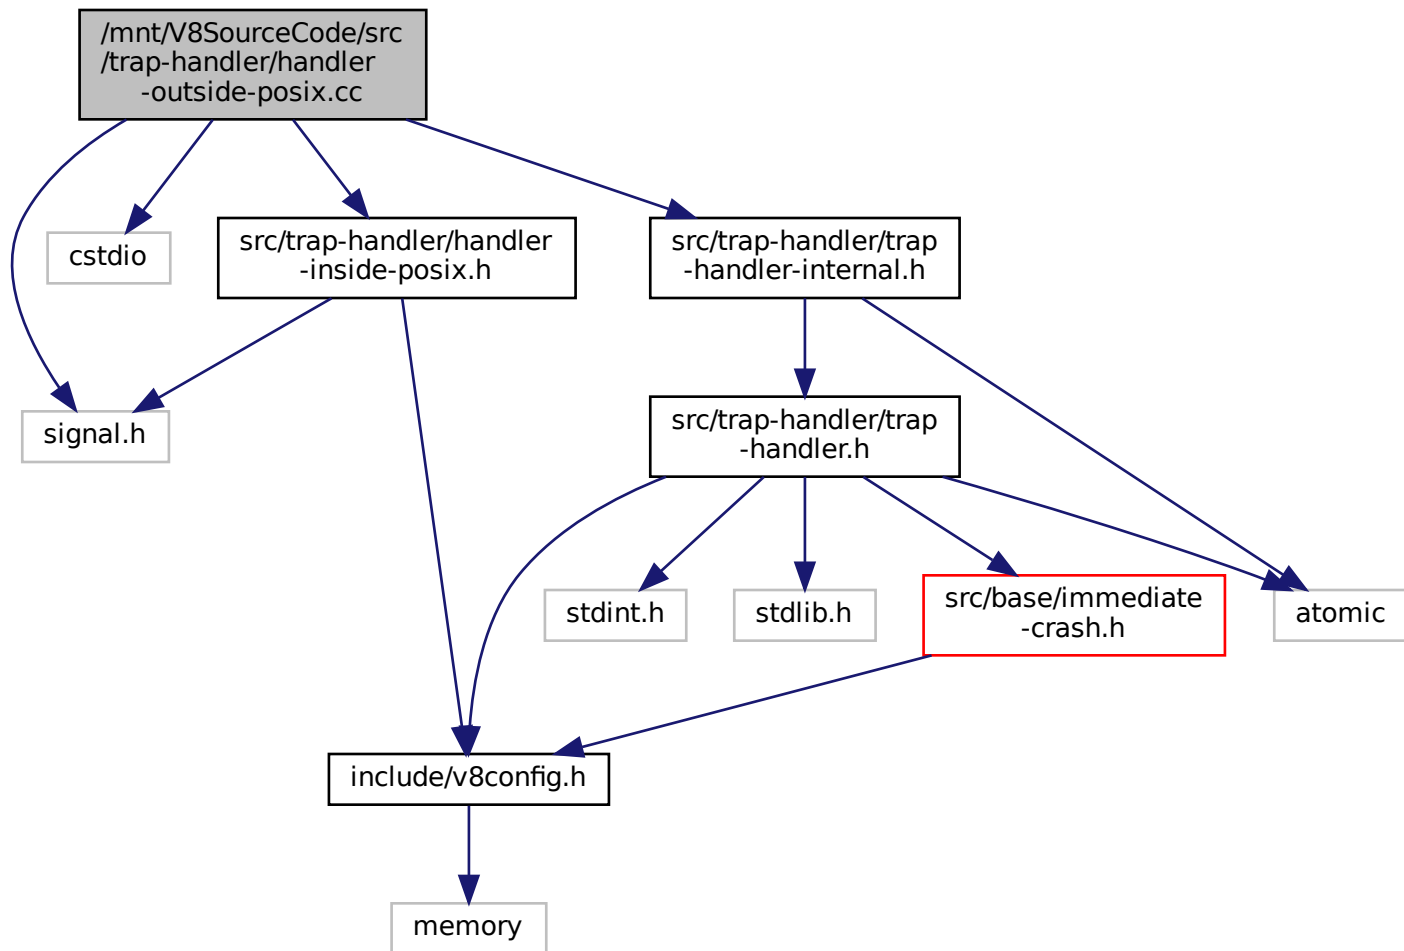 /mnt/V8SourceCode/src
/trap-handler/handler
-outside-posix.cc
cstdio
src/trap-handler/handler
-inside-posix.h
src/trap-handler/trap
-handler-internal.h
signal.h
src/trap-handler/trap
-handler.h
stdint.h
stdlib.h
src/base/immediate
-crash.h
atomic
include/v8config.h
memory